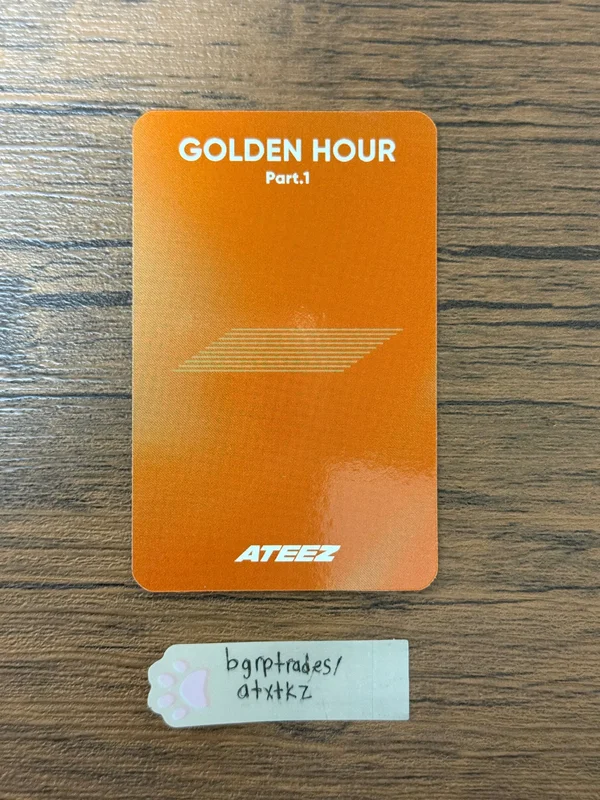 GOLDEN HOUR
Part.1
ATEEZ
bgrptrades/
atxtkz